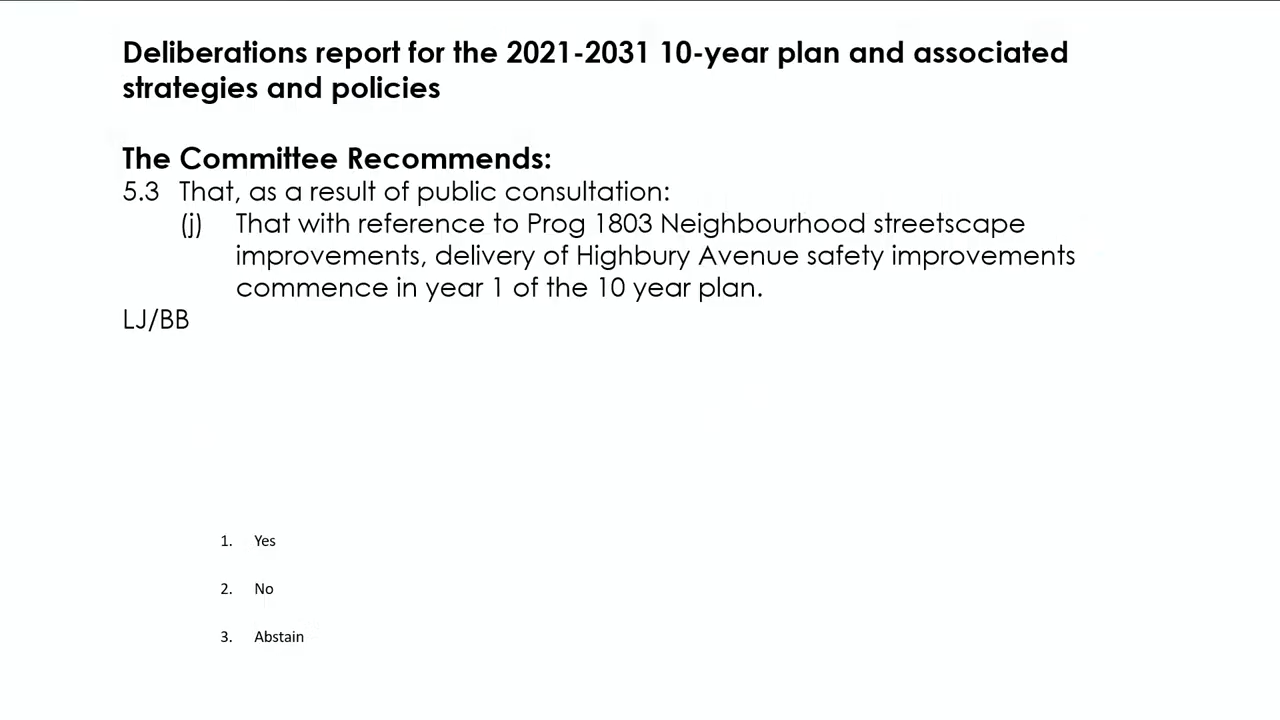 Deliberations report for the 2021-2031 10-year plan and associated
strategies and policies
The Committee Recommends:
5.3 That, as a result of public consultation:
(j) That with reference to Prog 1803 Neighbourhood streetscape
improvements, delivery of Highbury Avenue safety improvements
commence in year 1 of the 10 year plan.
LJ/BB
1. Yes
2. No
3. Abstain